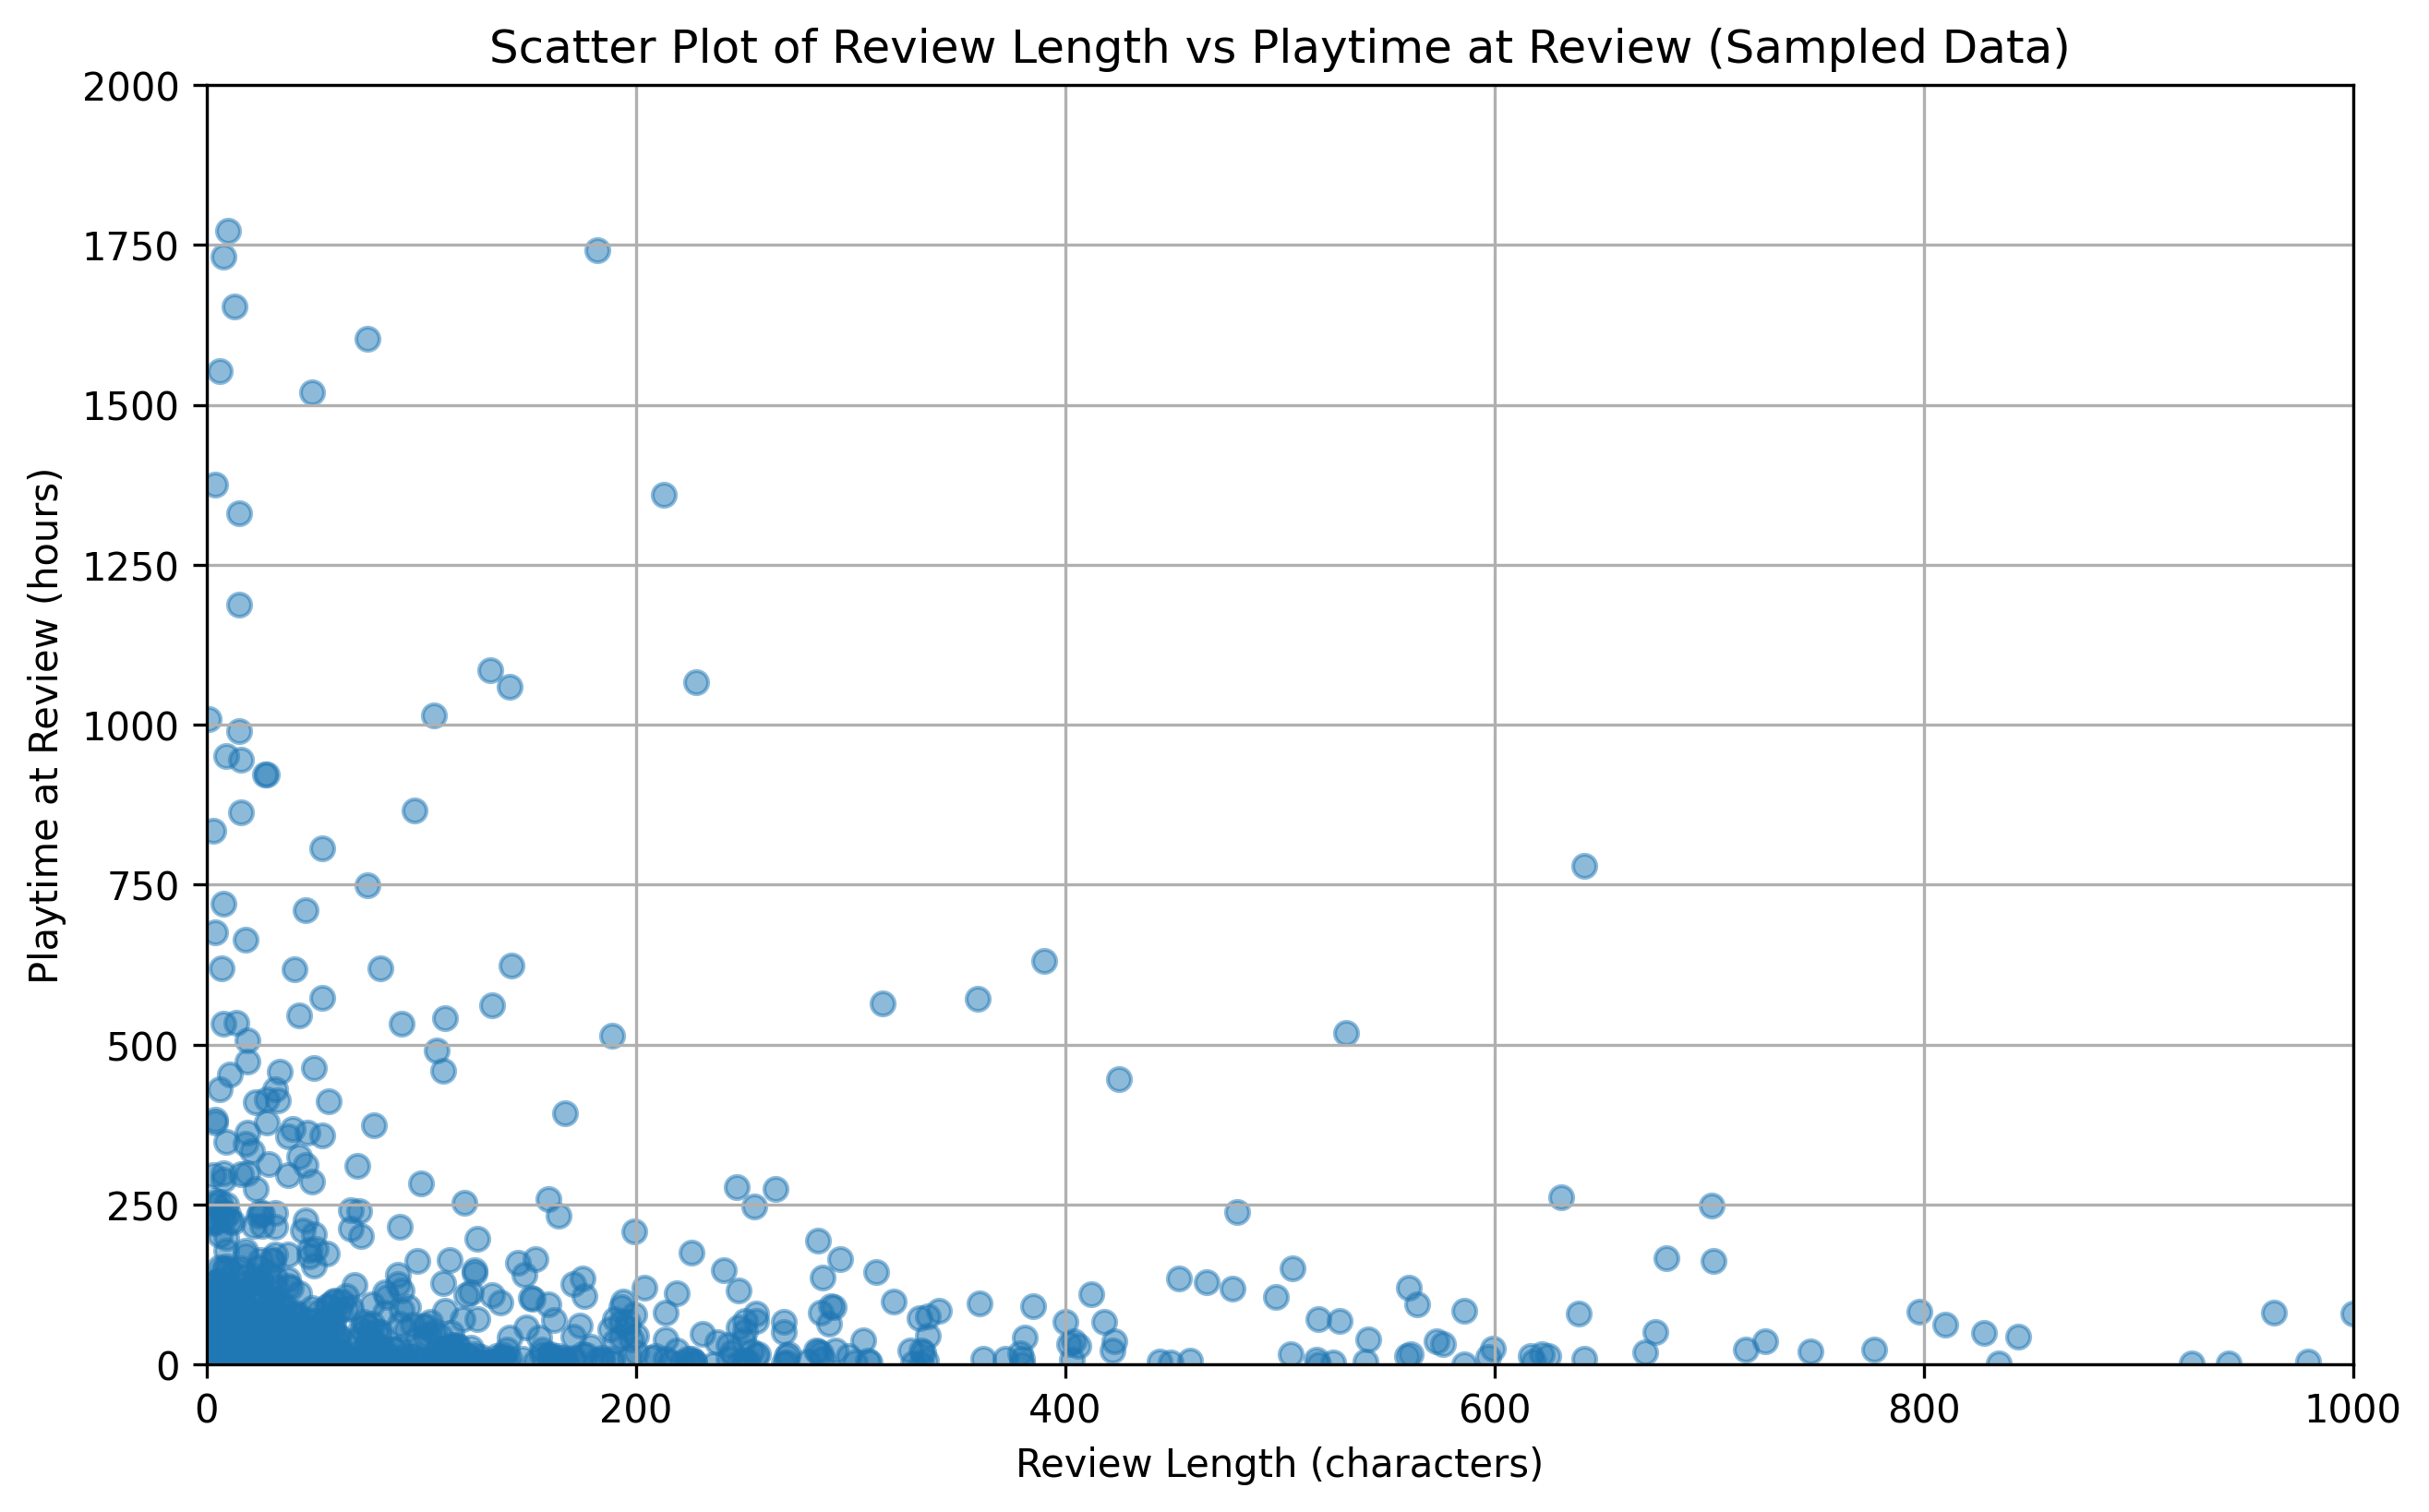 Scatter Plot of Review Length vs Playtime at Review (Sampled Data)
Playtime at Review (hours)
2000
1750
1500
1250
1000
750
500
250
0
0 200 400 600 800 1000
Review Length (characters)